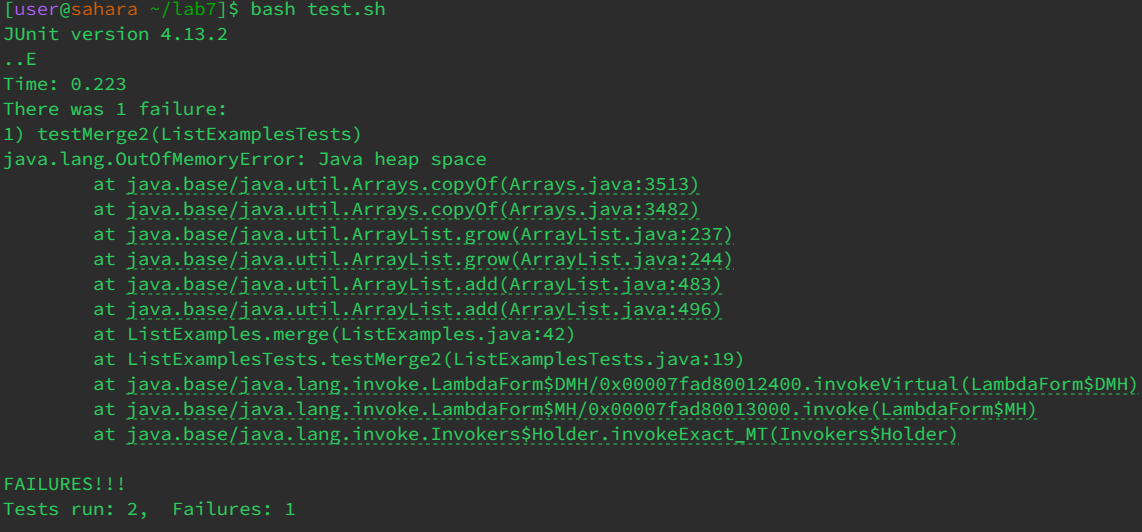 [user@sahara ~/lab7]$ bash test.sh
JUnit version 4.13.2
..E
Time: 0.223
There was 1 failure:
1) testMerge2(ListExamplesTests)
java.lang.OutOfMemoryError: Java heap space
        at java.base/java.util.Arrays.copyOf(Arrays.java:3513)
        at java.base/java.util.Arrays.copyOf(Arrays.java:3482)
        at java.base/java.util.ArrayList.grow(ArrayList.java:237)
        at java.base/java.util.ArrayList.grow(ArrayList.java:244)
        at java.base/java.util.ArrayList.add(ArrayList.java:483)
        at java.base/java.util.ArrayList.add(ArrayList.java:496)
        at ListExamples.merge(ListExamples.java:42)
        at ListExamplesTests.testMerge2(ListExamplesTests.java:19)
        at java.base/java.lang.invoke.LambdaForm$DMH/0x00007fad80012400.invokeVirtual(LambdaForm$DMH)
        at java.base/java.lang.invoke.LambdaForm$MH/0x00007fad80013000.invoke(LambdaForm$MH)
        at java.base/java.lang.invoke.Invokers$Holder.invokeExact_MT(Invokers$Holder)

FAILURES!!!
Tests run: 2,  Failures: 1